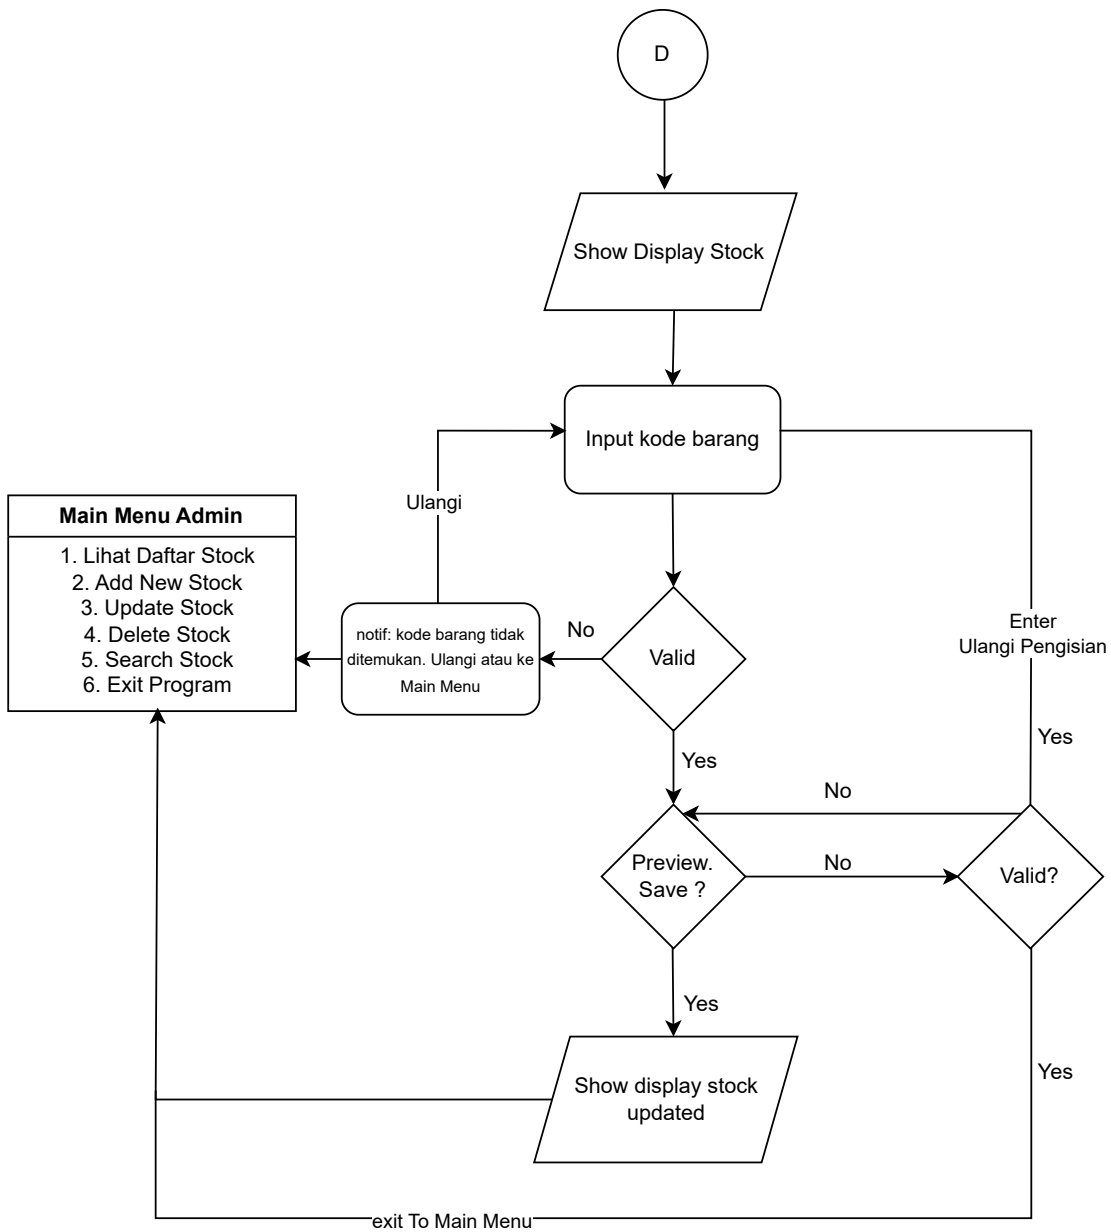 D
Show Display Stock
Input kode barang
Ulangi
Main Menu Admin
1. Lihat Daftar Stock
2. Add New Stock
3. Update Stock
4. Delete Stock
5. Search Stock
6. Exit Program
notif: kode barang tidak
ditemukan. Ulangi atau ke
Main Menu
No
Valid
Enter
Ulangi Pengisian
Yes
Yes
No
Preview.
Save ?
No
Valid?
Yes
Yes
Show display stock
updated
exit To Main Menu